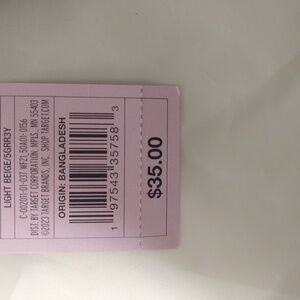 LIGHT BEIGE/5GRR3Y
C-002011-01-037 WF21 50A01-0156
DIST. BY TARGET CORPORATION, MPLS, MN 55403
©2023 TARGET BRANDS, INC. SHOP TARGET.COM
ORIGIN: BANGLADESH
1 97543 35758 3
$35.00